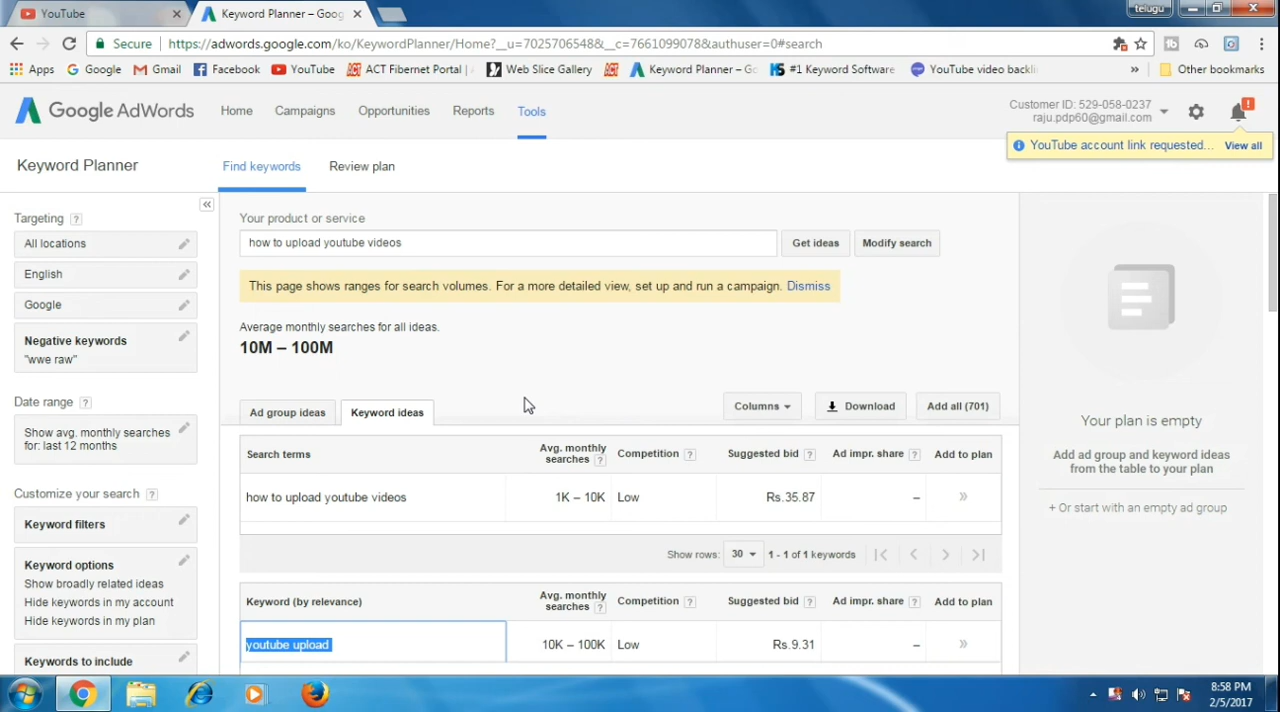 YouTube
Keyword Planner – Goog
telugu
Secure
https://adwords.google.com/ko/KeywordPlanner/Home?__u=7025706548&__c=7661099078&authuser=0#search
Apps
Google
Gmail
Facebook
YouTube
ACT Fibernet Portal
Web Slice Gallery
Keyword Planner – Go
#1 Keyword Software
YouTube video backli
»
Other bookmarks
Google AdWords
Home
Campaigns
Opportunities
Reports
Tools
Customer ID: 529-058-0237
raju.pdp60@gmail.com
!
YouTube account link requested... View all
Keyword Planner
Find keywords
Review plan
«
Targeting ?
All locations
English
Google
Negative keywords
"wwe raw"
Date range ?
Show avg. monthly searches
for: last 12 months
Customize your search ?
Keyword filters
Keyword options
Show broadly related ideas
Hide keywords in my account
Hide keywords in my plan
Keywords to include
Your product or service
how to upload youtube videos
Get ideas
Modify search
This page shows ranges for search volumes. For a more detailed view, set up and run a campaign. Dismiss
Average monthly searches for all ideas.
10M – 100M
Ad group ideas
Keyword ideas
Columns
Download
Add all (701)
Search terms
Avg. monthly
searches ?
Competition ?
Suggested bid ?
Ad impr. share ?
Add to plan
how to upload youtube videos
1K – 10K
Low
Rs.35.87
–
»
Show rows: 30
1 - 1 of 1 keywords
Keyword (by relevance)
Avg. monthly
searches ?
Competition ?
Suggested bid ?
Ad impr. share ?
Add to plan
youtube upload
10K – 100K
Low
Rs.9.31
–
»
Your plan is empty
Add ad group and keyword ideas
from the table to your plan
+ Or start with an empty ad group
8:58 PM
2/5/2017